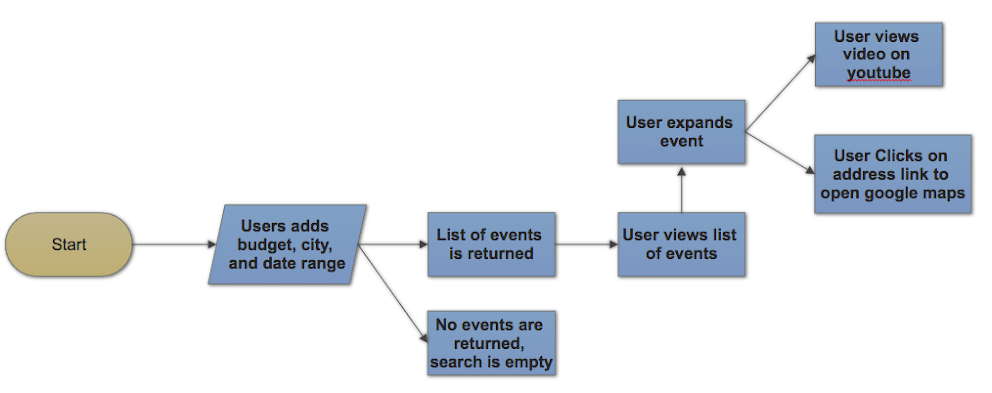 Start
Users adds
budget, city,
and date range
List of events
is returned
No events are
returned,
search is empty
User views list
of events
User expands
event
User views
video on
youtube
User Clicks on
address link to
open google maps